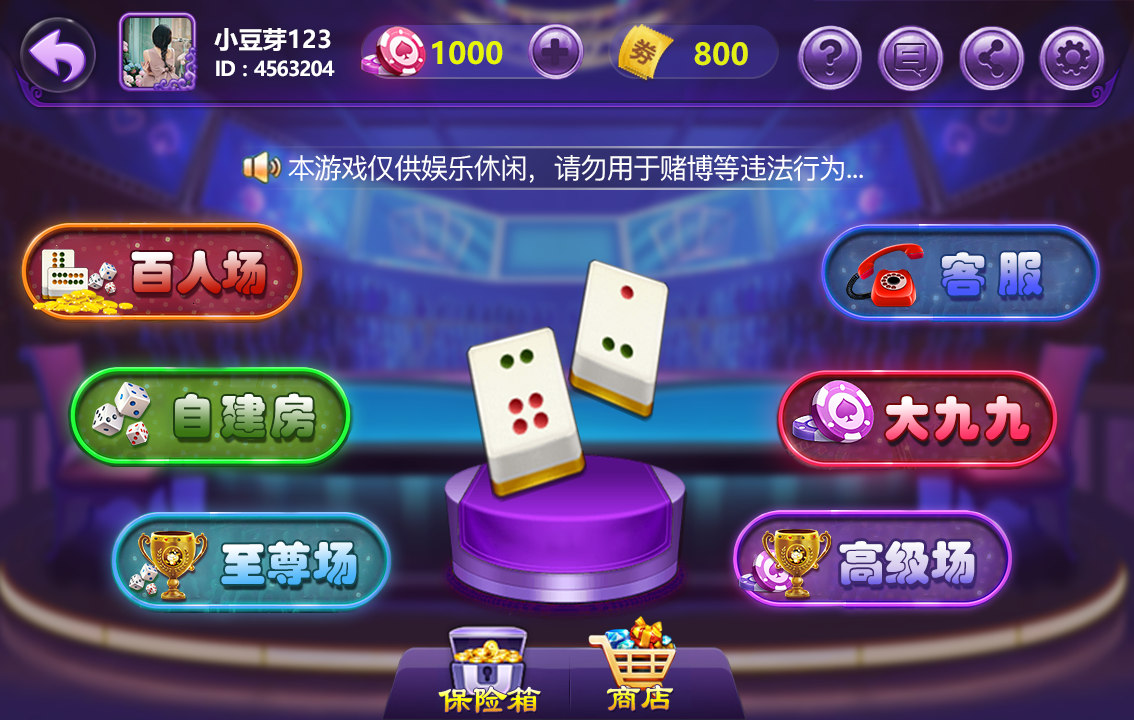 小豆芽123
ID : 4563204
1000
券
800
?
本游戏仅供娱乐休闲，请勿用于赌博等违法行为...
百人场
客服
自建房
大九九
至尊场
高级场
保险箱
商店